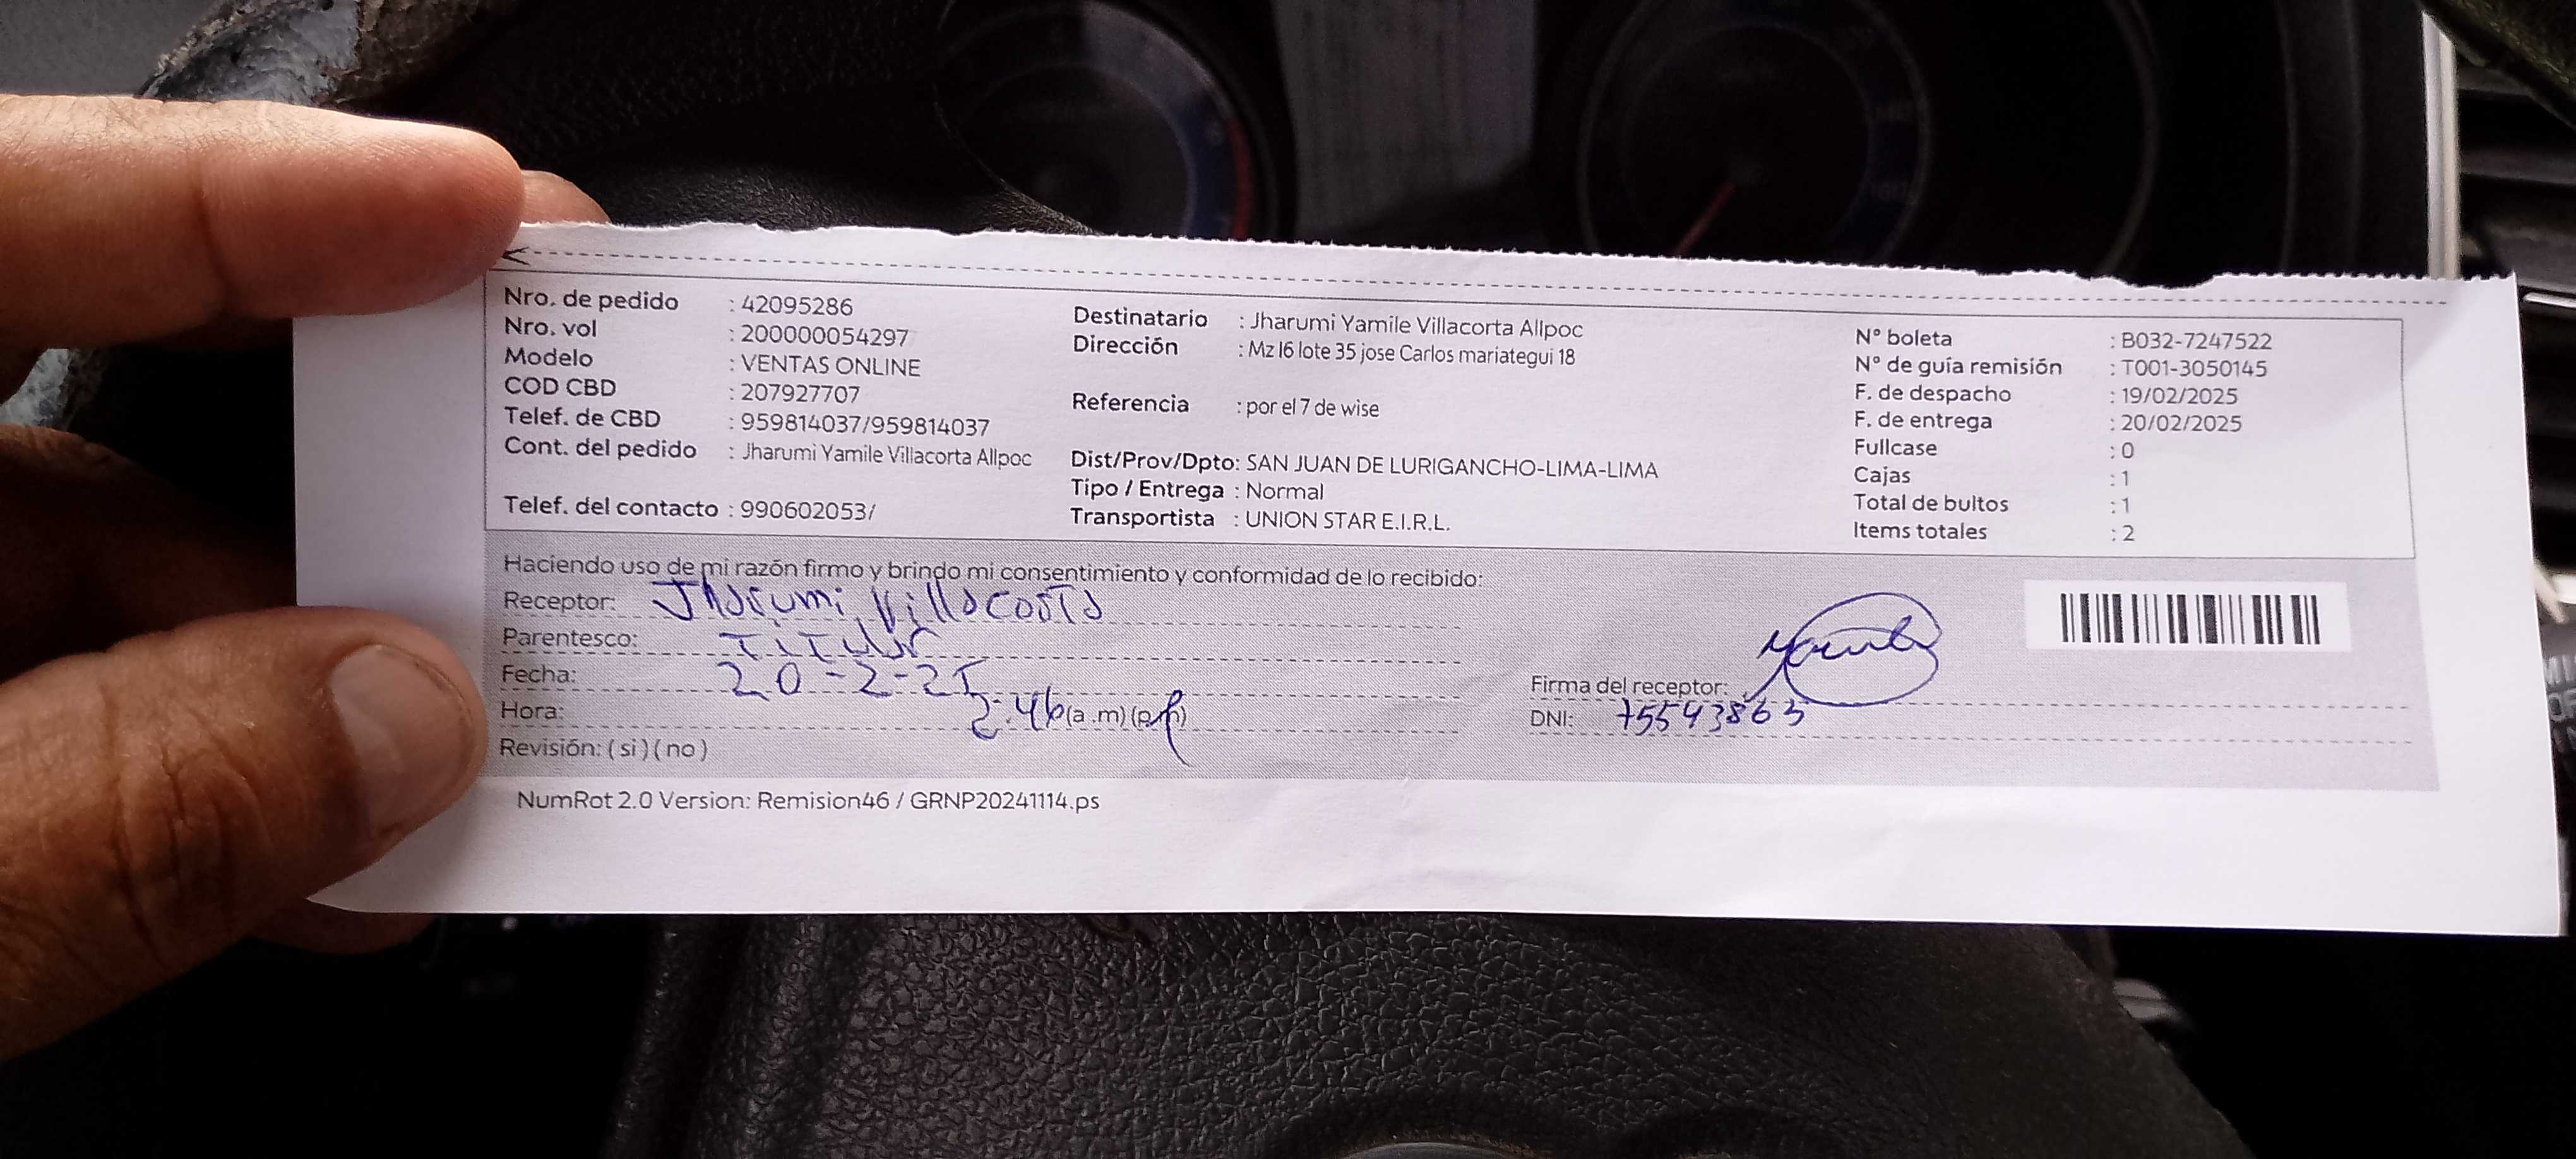 Nro. de pedido : 42095286
Nro. vol : 200000054297
Modelo : VENTAS ONLINE
COD CBD : 207927707
Telef. de CBD : 959814037/959814037
Cont. del pedido : Jharumi Yamile Villacorta Allpoc
Telef. del contacto : 990602053/
Destinatario : Jharumi Yamile Villacorta Allpoc
Dirección : Mz I6 lote 35 jose Carlos mariategui 18
Referencia : por el 7 de wise
Dist/Prov/Dpto: SAN JUAN DE LURIGANCHO-LIMA-LIMA
Tipo / Entrega : Normal
Transportista : UNION STAR E.I.R.L.
N° boleta : B032-7247522
N° de guía remisión : T001-3050145
F. de despacho : 19/02/2025
F. de entrega : 20/02/2025
Fullcase : 0
Cajas : 1
Total de bultos : 1
Items totales : 2
Haciendo uso de mi razón firmo y brindo mi consentimiento y conformidad de lo recibido:
Receptor: Jharumi Villacorta
Parentesco: TiTular
Fecha: 20-2-25
Hora: 2:46 (a.m) (p.m)
Revisión: ( si ) ( no )
Firma del receptor:
DNI: 75543863
NumRot 2.0 Version: Remision46 / GRNP20241114.ps